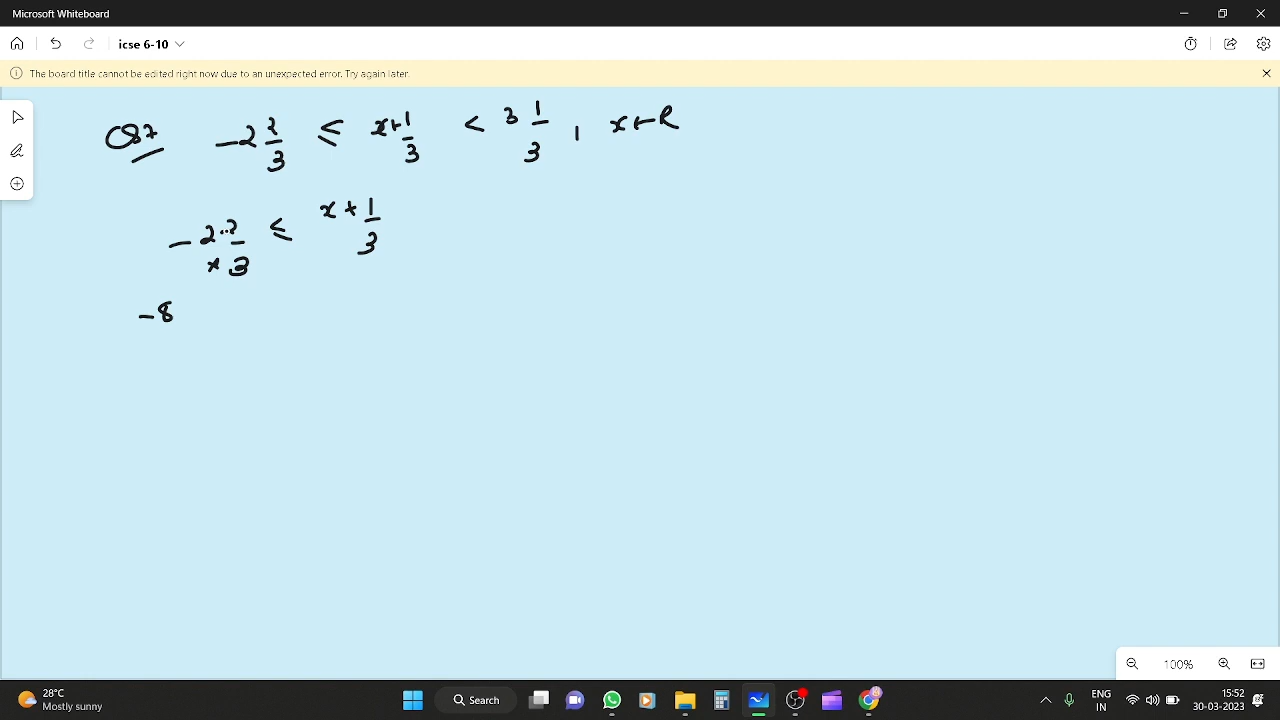 Microsoft Whiteboard
icse 6-10
The board title cannot be edited right now due to an unexpected error. Try again later.
Q87 -2 2/3 ≤ x+1/3 < 3 1/3, x∈R
-2 2/3 ≤ x+1/3
-8
100%
28°C
Mostly sunny
Search
ENG
IN
15:52
30-03-2023